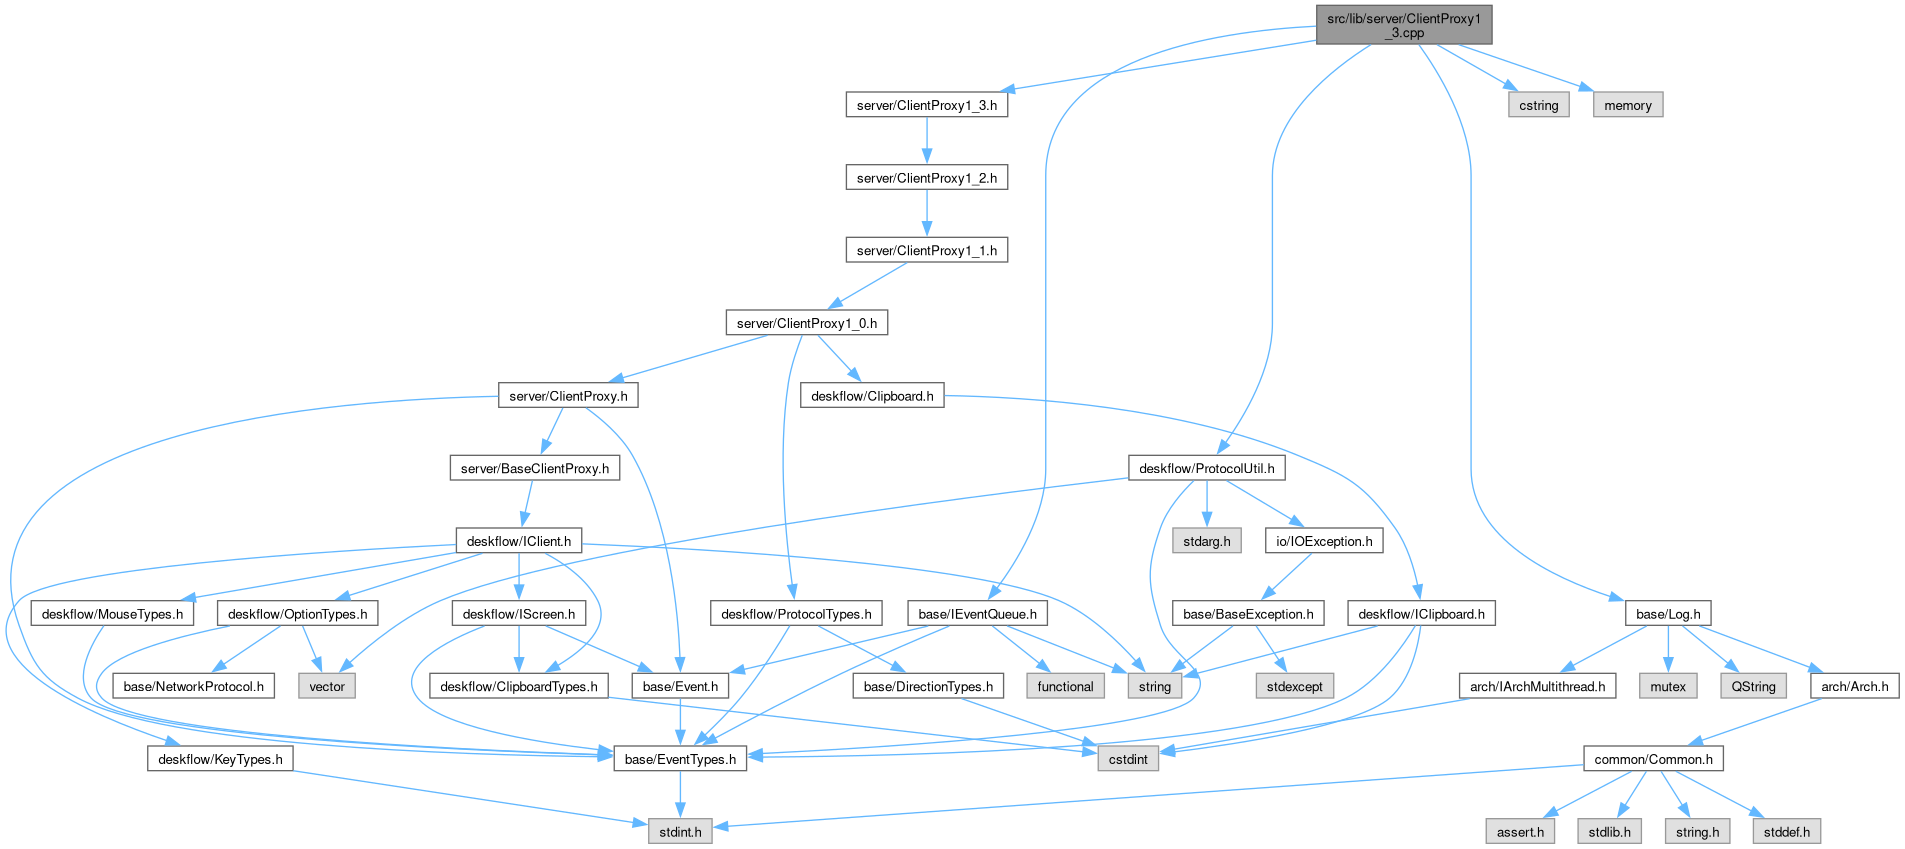 src/lib/server/ClientProxy1
_3.cpp
server/ClientProxy1_3.h
cstring
memory
server/ClientProxy1_2.h
server/ClientProxy1_1.h
server/ClientProxy1_0.h
server/ClientProxy.h
deskflow/Clipboard.h
server/BaseClientProxy.h
deskflow/ProtocolUtil.h
deskflow/IClient.h
stdarg.h
io/IOException.h
deskflow/MouseTypes.h
deskflow/OptionTypes.h
deskflow/IScreen.h
deskflow/ProtocolTypes.h
base/IEventQueue.h
base/BaseException.h
deskflow/IClipboard.h
base/Log.h
base/NetworkProtocol.h
vector
deskflow/ClipboardTypes.h
base/Event.h
base/DirectionTypes.h
functional
string
stdexcept
arch/IArchMultithread.h
mutex
QString
arch/Arch.h
deskflow/KeyTypes.h
base/EventTypes.h
cstdint
common/Common.h
stdint.h
assert.h
stdlib.h
string.h
stddef.h